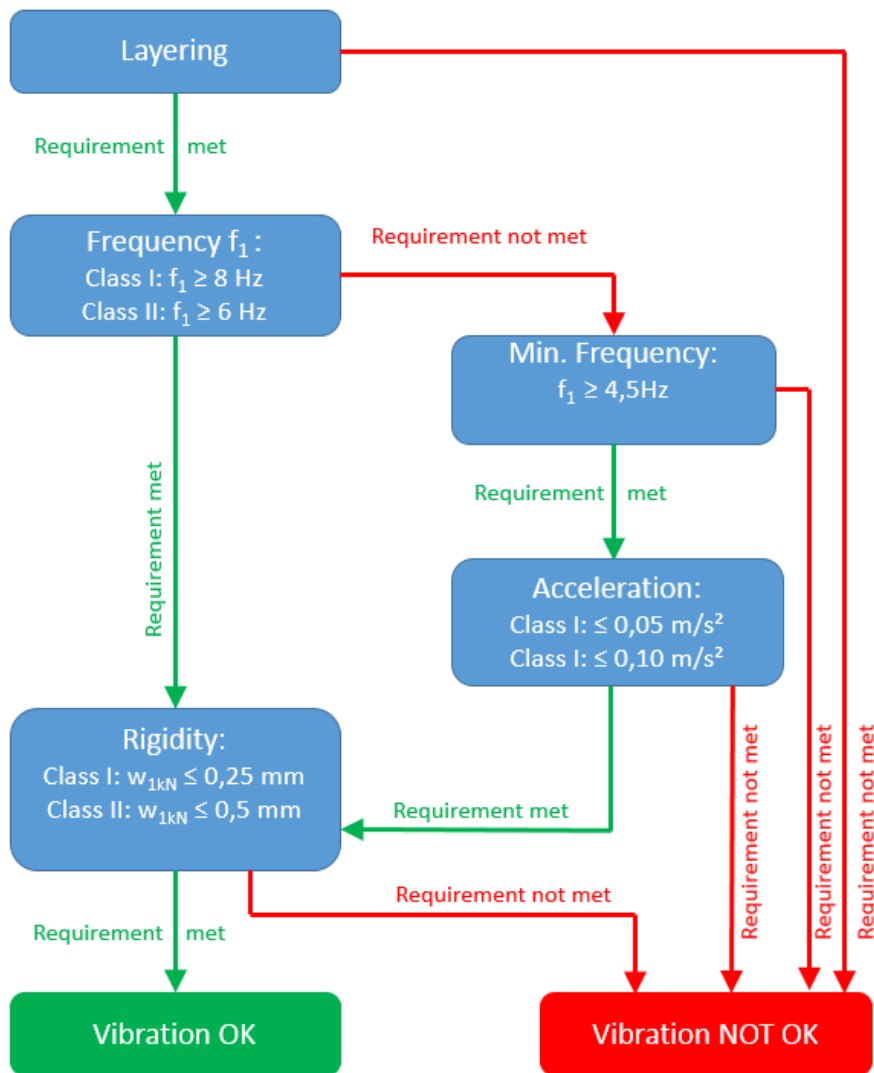 Layering
Requirement met
Frequency f₁ :
Class I: f₁ ≥ 8 Hz
Class II: f₁ ≥ 6 Hz
Requirement not met
Min. Frequency:
f₁ ≥ 4,5Hz
Requirement met
Requirement met
Acceleration:
Class I: ≤ 0,05 m/s²
Class I: ≤ 0,10 m/s²
Rigidity:
Class I: w₁ₖₙ ≤ 0,25 mm
Class II: w₁ₖₙ ≤ 0,5 mm
Requirement met
Requirement not met
Requirement not met
Requirement not met
Requirement not met
Requirement met
Vibration OK
Vibration NOT OK